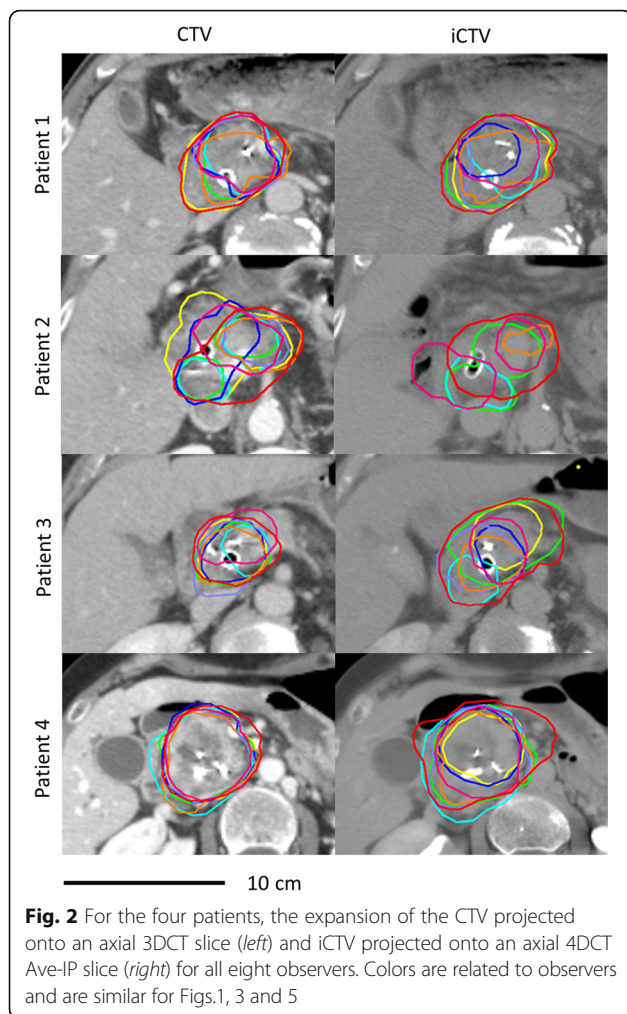 CTV
iCTV
Patient 1
Patient 2
Patient 3
Patient 4
10 cm
Fig. 2 For the four patients, the expansion of the CTV projected
onto an axial 3DCT slice (left) and iCTV projected onto an axial 4DCT
Ave-IP slice (right) for all eight observers. Colors are related to observers
and are similar for Figs.1, 3 and 5